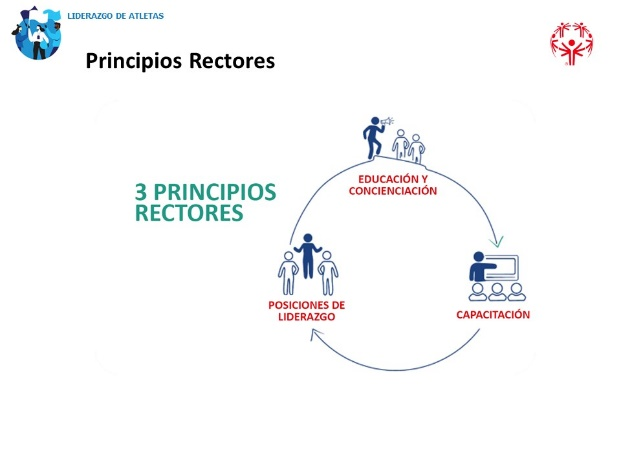 LIDERAZGO DE ATLETAS
Principios Rectores
3 PRINCIPIOS
RECTORES
EDUCACIÓN Y
CONCIENCIACIÓN
POSICIONES DE
LIDERAZGO
CAPACITACIÓN